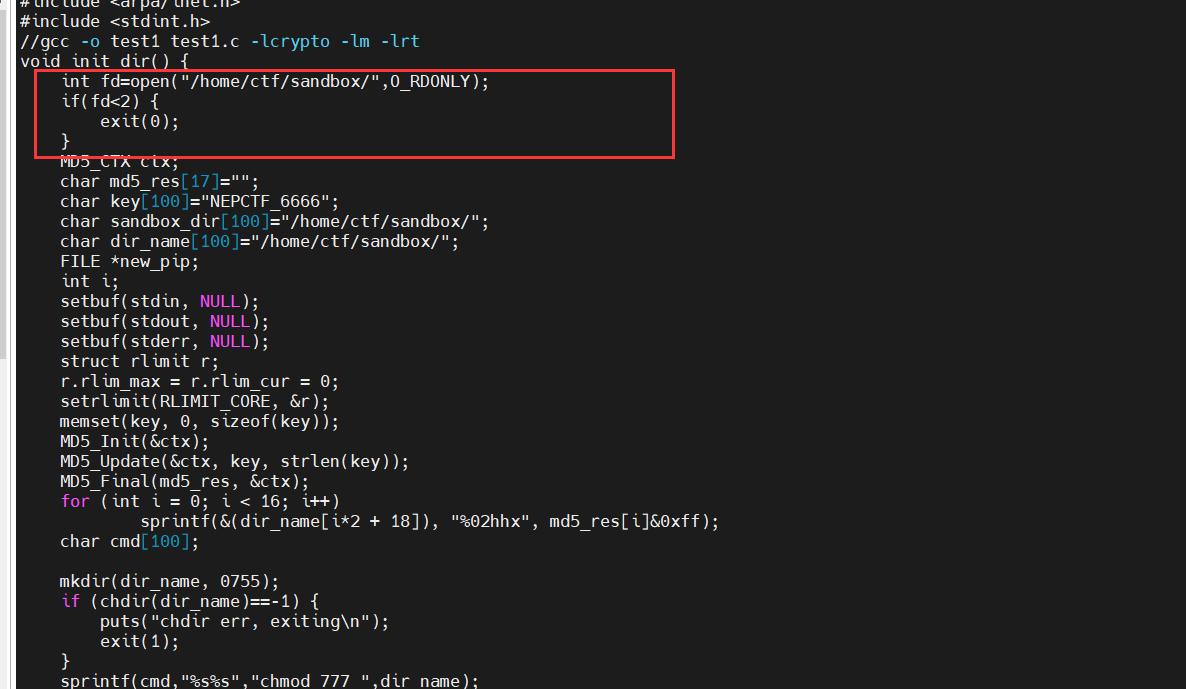 #include <arpa/inet.h>
#include <stdint.h>
//gcc -o test1 test1.c -lcrypto -lm -lrt
void init_dir() {
    int fd=open("/home/ctf/sandbox/",O_RDONLY);
    if(fd<2) {
        exit(0);
    }
    MD5_CTX ctx;
    char md5_res[17]="";
    char key[100]="NEPCTF_6666";
    char sandbox_dir[100]="/home/ctf/sandbox/";
    char dir_name[100]="/home/ctf/sandbox/";
    FILE *new_pip;
    int i;
    setbuf(stdin, NULL);
    setbuf(stdout, NULL);
    setbuf(stderr, NULL);
    struct rlimit r;
    r.rlim_max = r.rlim_cur = 0;
    setrlimit(RLIMIT_CORE, &r);
    memset(key, 0, sizeof(key));
    MD5_Init(&ctx);
    MD5_Update(&ctx, key, strlen(key));
    MD5_Final(md5_res, &ctx);
    for (int i = 0; i < 16; i++)
            sprintf(&(dir_name[i*2 + 18]), "%02hhx", md5_res[i]&0xff);
    char cmd[100];

    mkdir(dir_name, 0755);
    if (chdir(dir_name)==-1) {
        puts("chdir err, exiting\n");
        exit(1);
    }
    sprintf(cmd,"%s%s","chmod 777 ",dir_name);